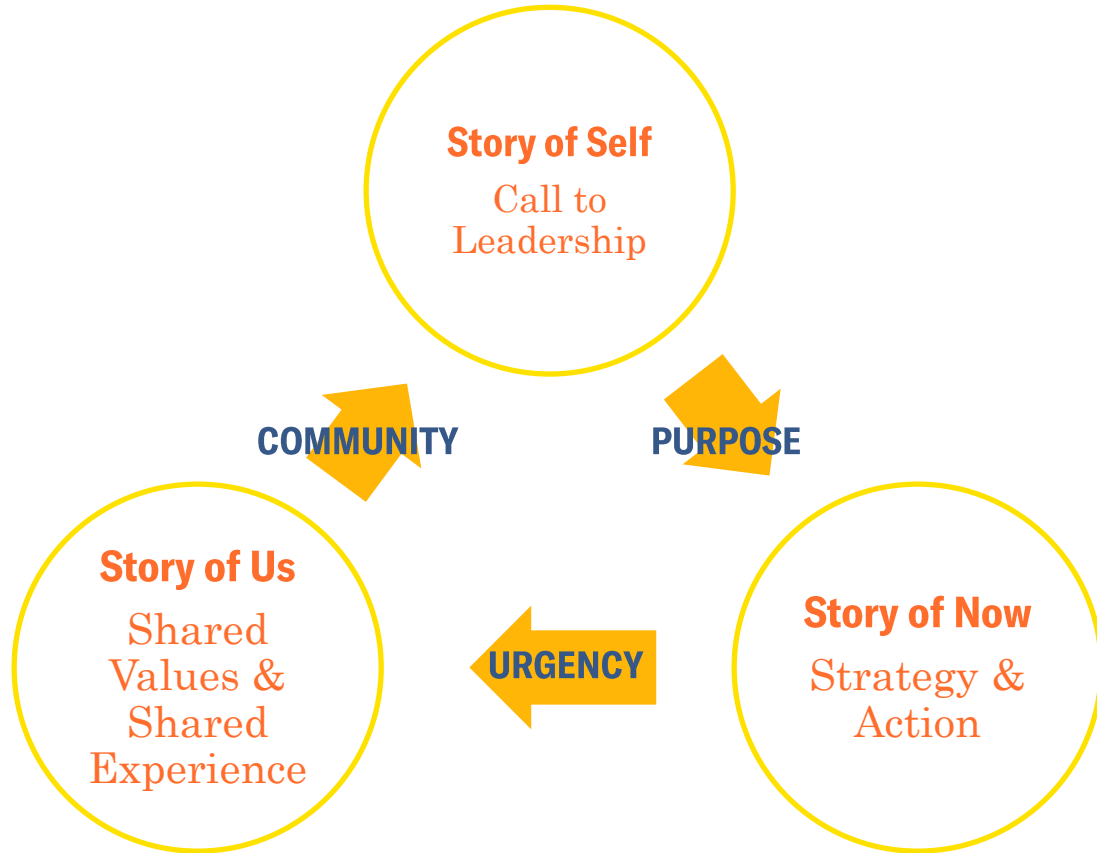 Story of Self
Call to
Leadership
COMMUNITY
PURPOSE
Story of Us
Shared
Values &
Shared
Experience
URGENCY
Story of Now
Strategy &
Action